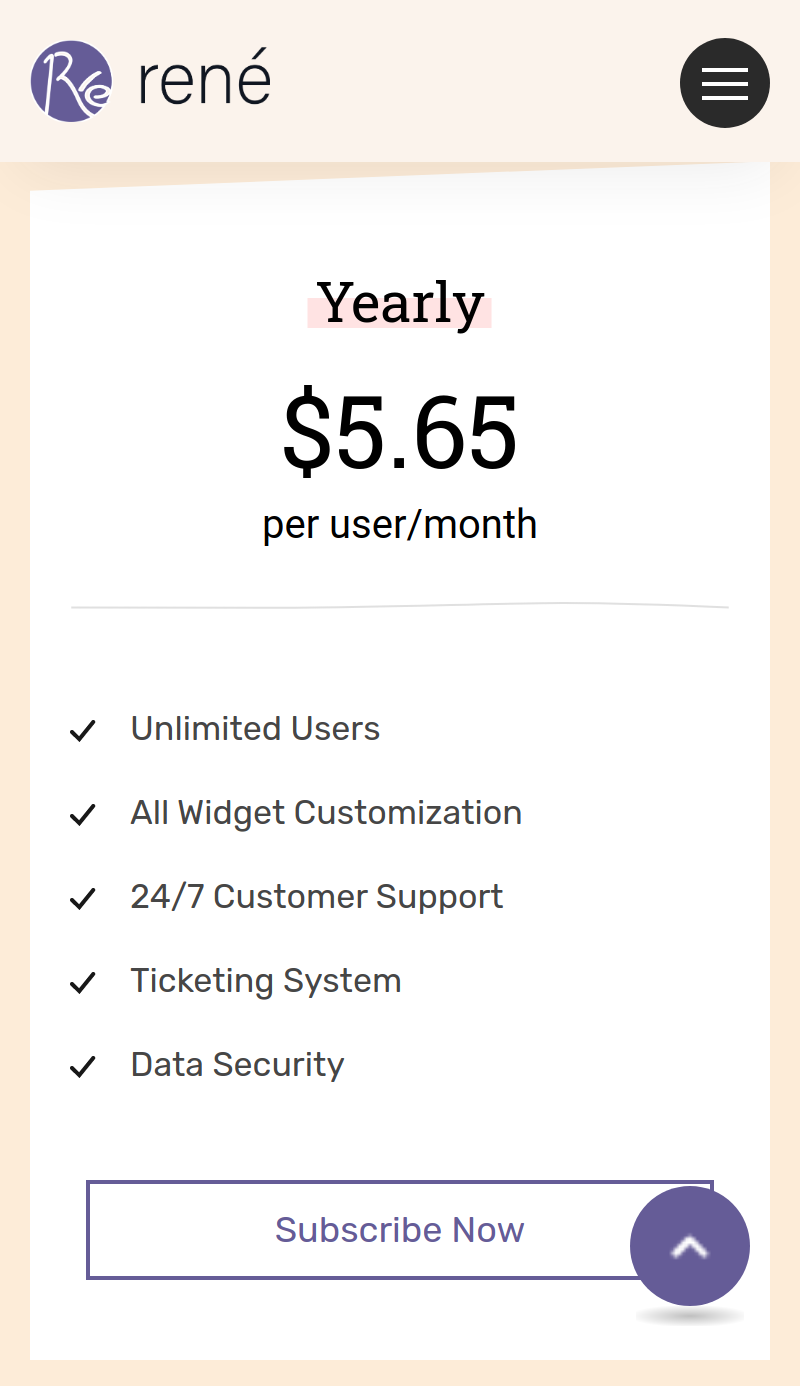 Re rené
Yearly
$5.65
per user/month
Unlimited Users
All Widget Customization
24/7 Customer Support
Ticketing System
Data Security
Subscribe Now